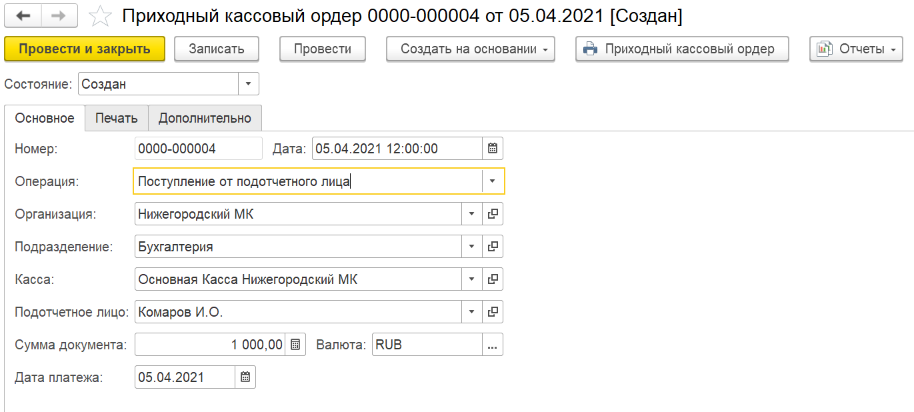 Приходный кассовый ордер 0000-000004 от 05.04.2021 [Создан]
Провести и закрыть Записать Провести Создать на основании Приходный кассовый ордер Отчеты
Состояние: Создан
Основное Печать Дополнительно
Номер: 0000-000004 Дата: 05.04.2021 12:00:00
Операция: Поступление от подотчетного лица
Организация: Нижегородский МК
Подразделение: Бухгалтерия
Касса: Основная Касса Нижегородский МК
Подотчетное лицо: Комаров И.О.
Сумма документа: 1 000,00 Валюта: RUB ...
Дата платежа: 05.04.2021